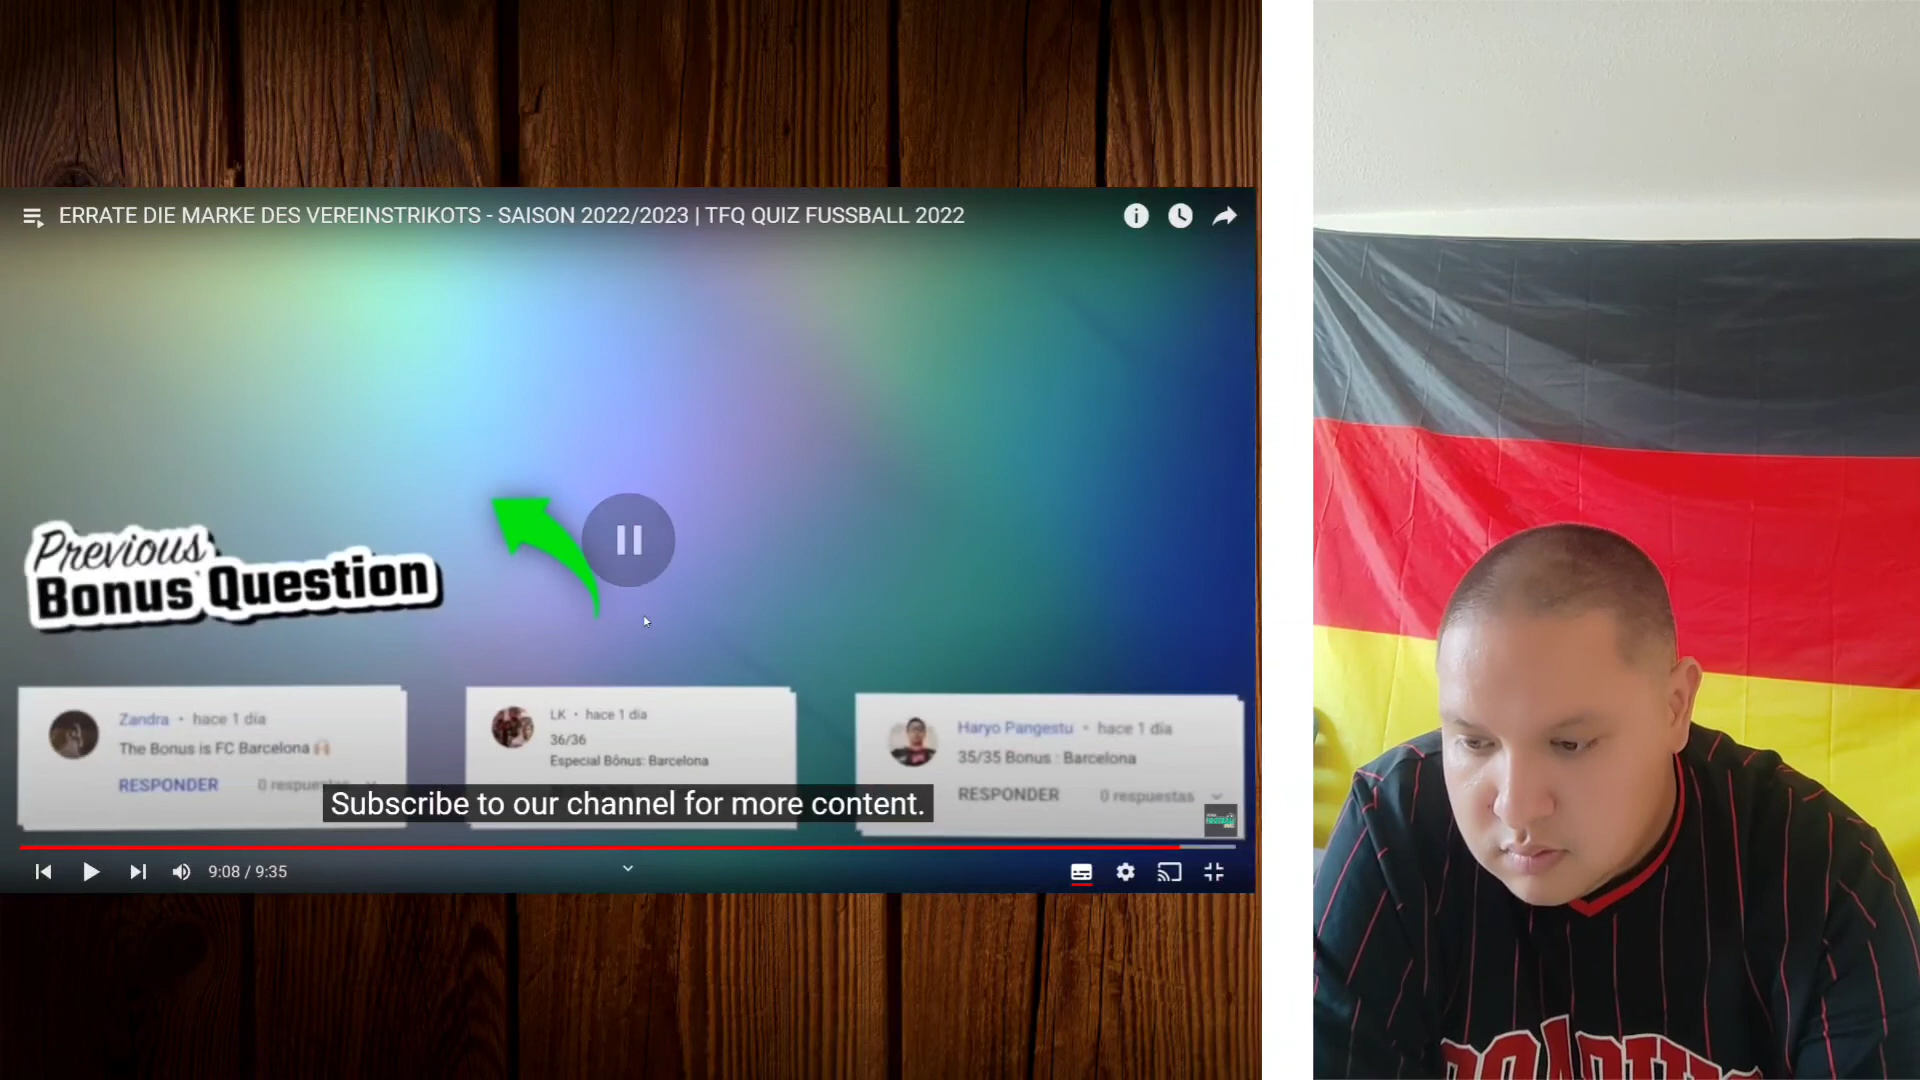 ERRATE DIE MARKE DES VEREINSTRIKOTS - SAISON 2022/2023 | TFQ QUIZ FUSSBALL 2022
Previous
Bonus Question
Zandra • hace 1 día
The Bonus is FC Barcelona
RESPONDER 0 respuestas
LK • hace 1 día
36/36
Especial Bônus: Barcelona
Haryo Pangestu • hace 1 día
35/35 Bonus : Barcelona
RESPONDER 0 respuestas
Subscribe to our channel for more content.
9:08 / 9:35